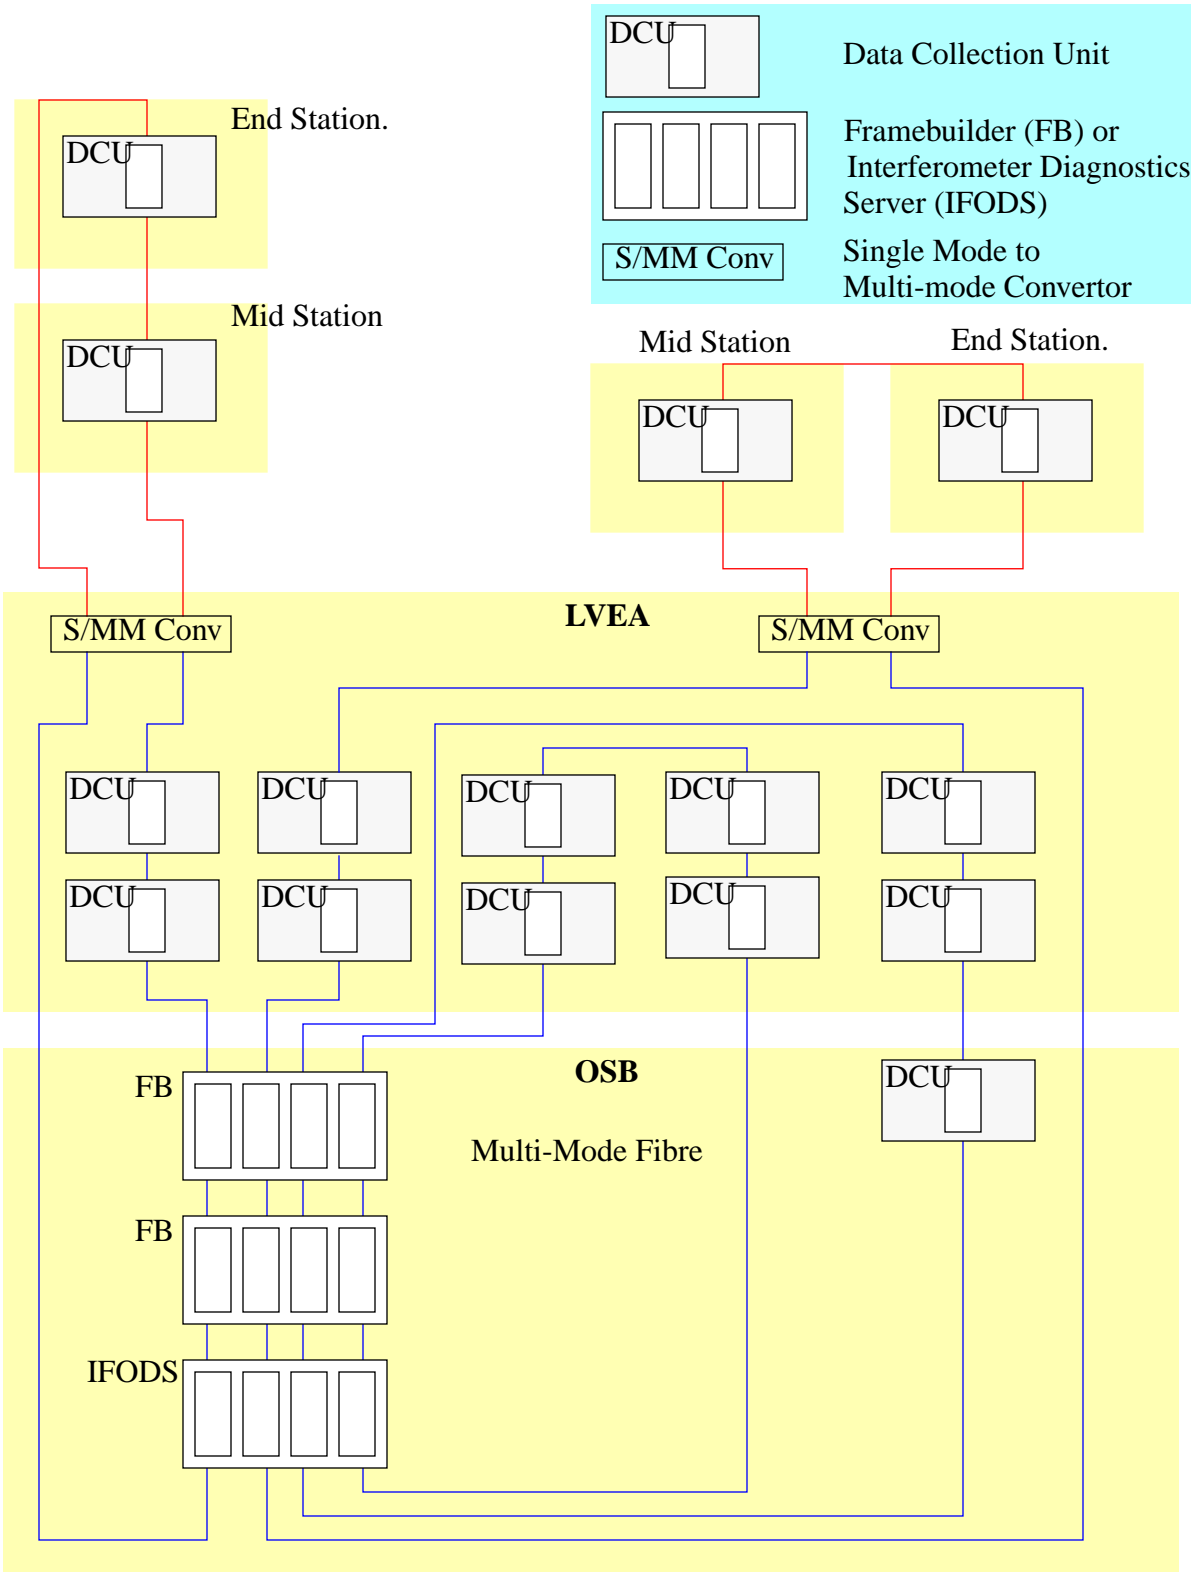 DCU
Data Collection Unit
End Station.
DCU
Framebuilder (FB) or
Interferometer Diagnostics
Server (IFODS)
S/MM Conv
Single Mode to
Multi-mode Convertor
Mid Station
DCU
Mid Station
End Station.
DCU
DCU
LVEA
S/MM Conv
S/MM Conv
DCU
DCU
DCU
DCU
DCU
DCU
DCU
DCU
DCU
DCU
OSB
FB
DCU
Multi-Mode Fibre
FB
IFODS